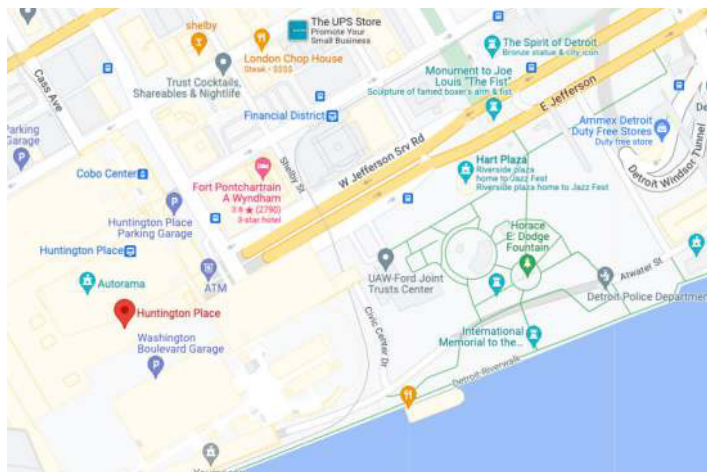 shelby
The UPS Store
Promote Your
Small Business
London Chop House
Steak • $$$$
Trust Cocktails,
Shareables & Nightlife
Cass Ave
The Spirit of Detroit
Bronze statue & city icon
Monument to Joe
Louis "The Fist"
Sculpture of famed boxer's arm & fist
Financial District
E Jefferson
Ammex Detroit
Duty Free Stores
Duty free store
Detroit Windsor Tunnel
Parking
Garage
Cobo Center
Shelby St
W Jefferson Srv Rd
Hart Plaza
Riverside plaza
home to Jazz Fest
Riverside plaza home to Jazz Fest
Fort Pontchartrain
A Wyndham
3.8 ★ (2790)
3-star hotel
Huntington Place
Parking Garage
Huntington Place
ATM
Autorama
Huntington Place
Washington
Boulevard Garage
UAW-Ford Joint
Trusts Center
Horace
E. Dodge
Fountain
Atwater St
Detroit Police Department
Civic Center Dr
International
Memorial to the...
Detroit Riverwalk